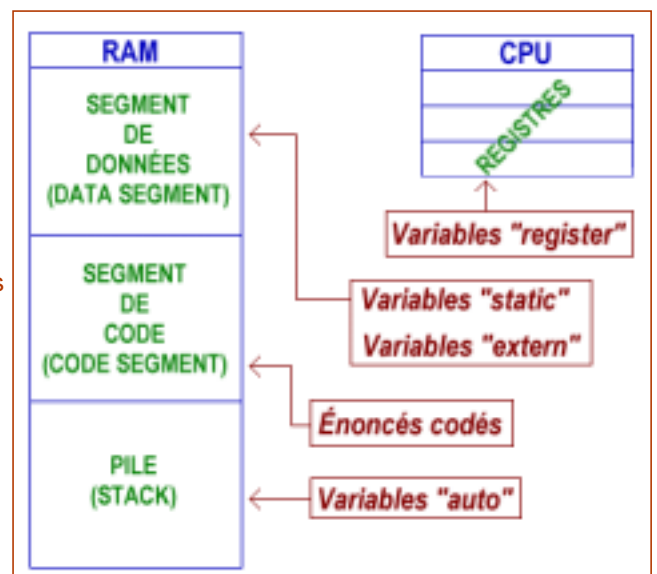 RAM
SEGMENT
DE
DONNÉES
(DATA SEGMENT)
SEGMENT
DE
CODE
(CODE SEGMENT)
PILE
(STACK)
CPU
REGISTRES
Variables "register"
Variables "static"
Variables "extern"
Énoncés codés
Variables "auto"
s